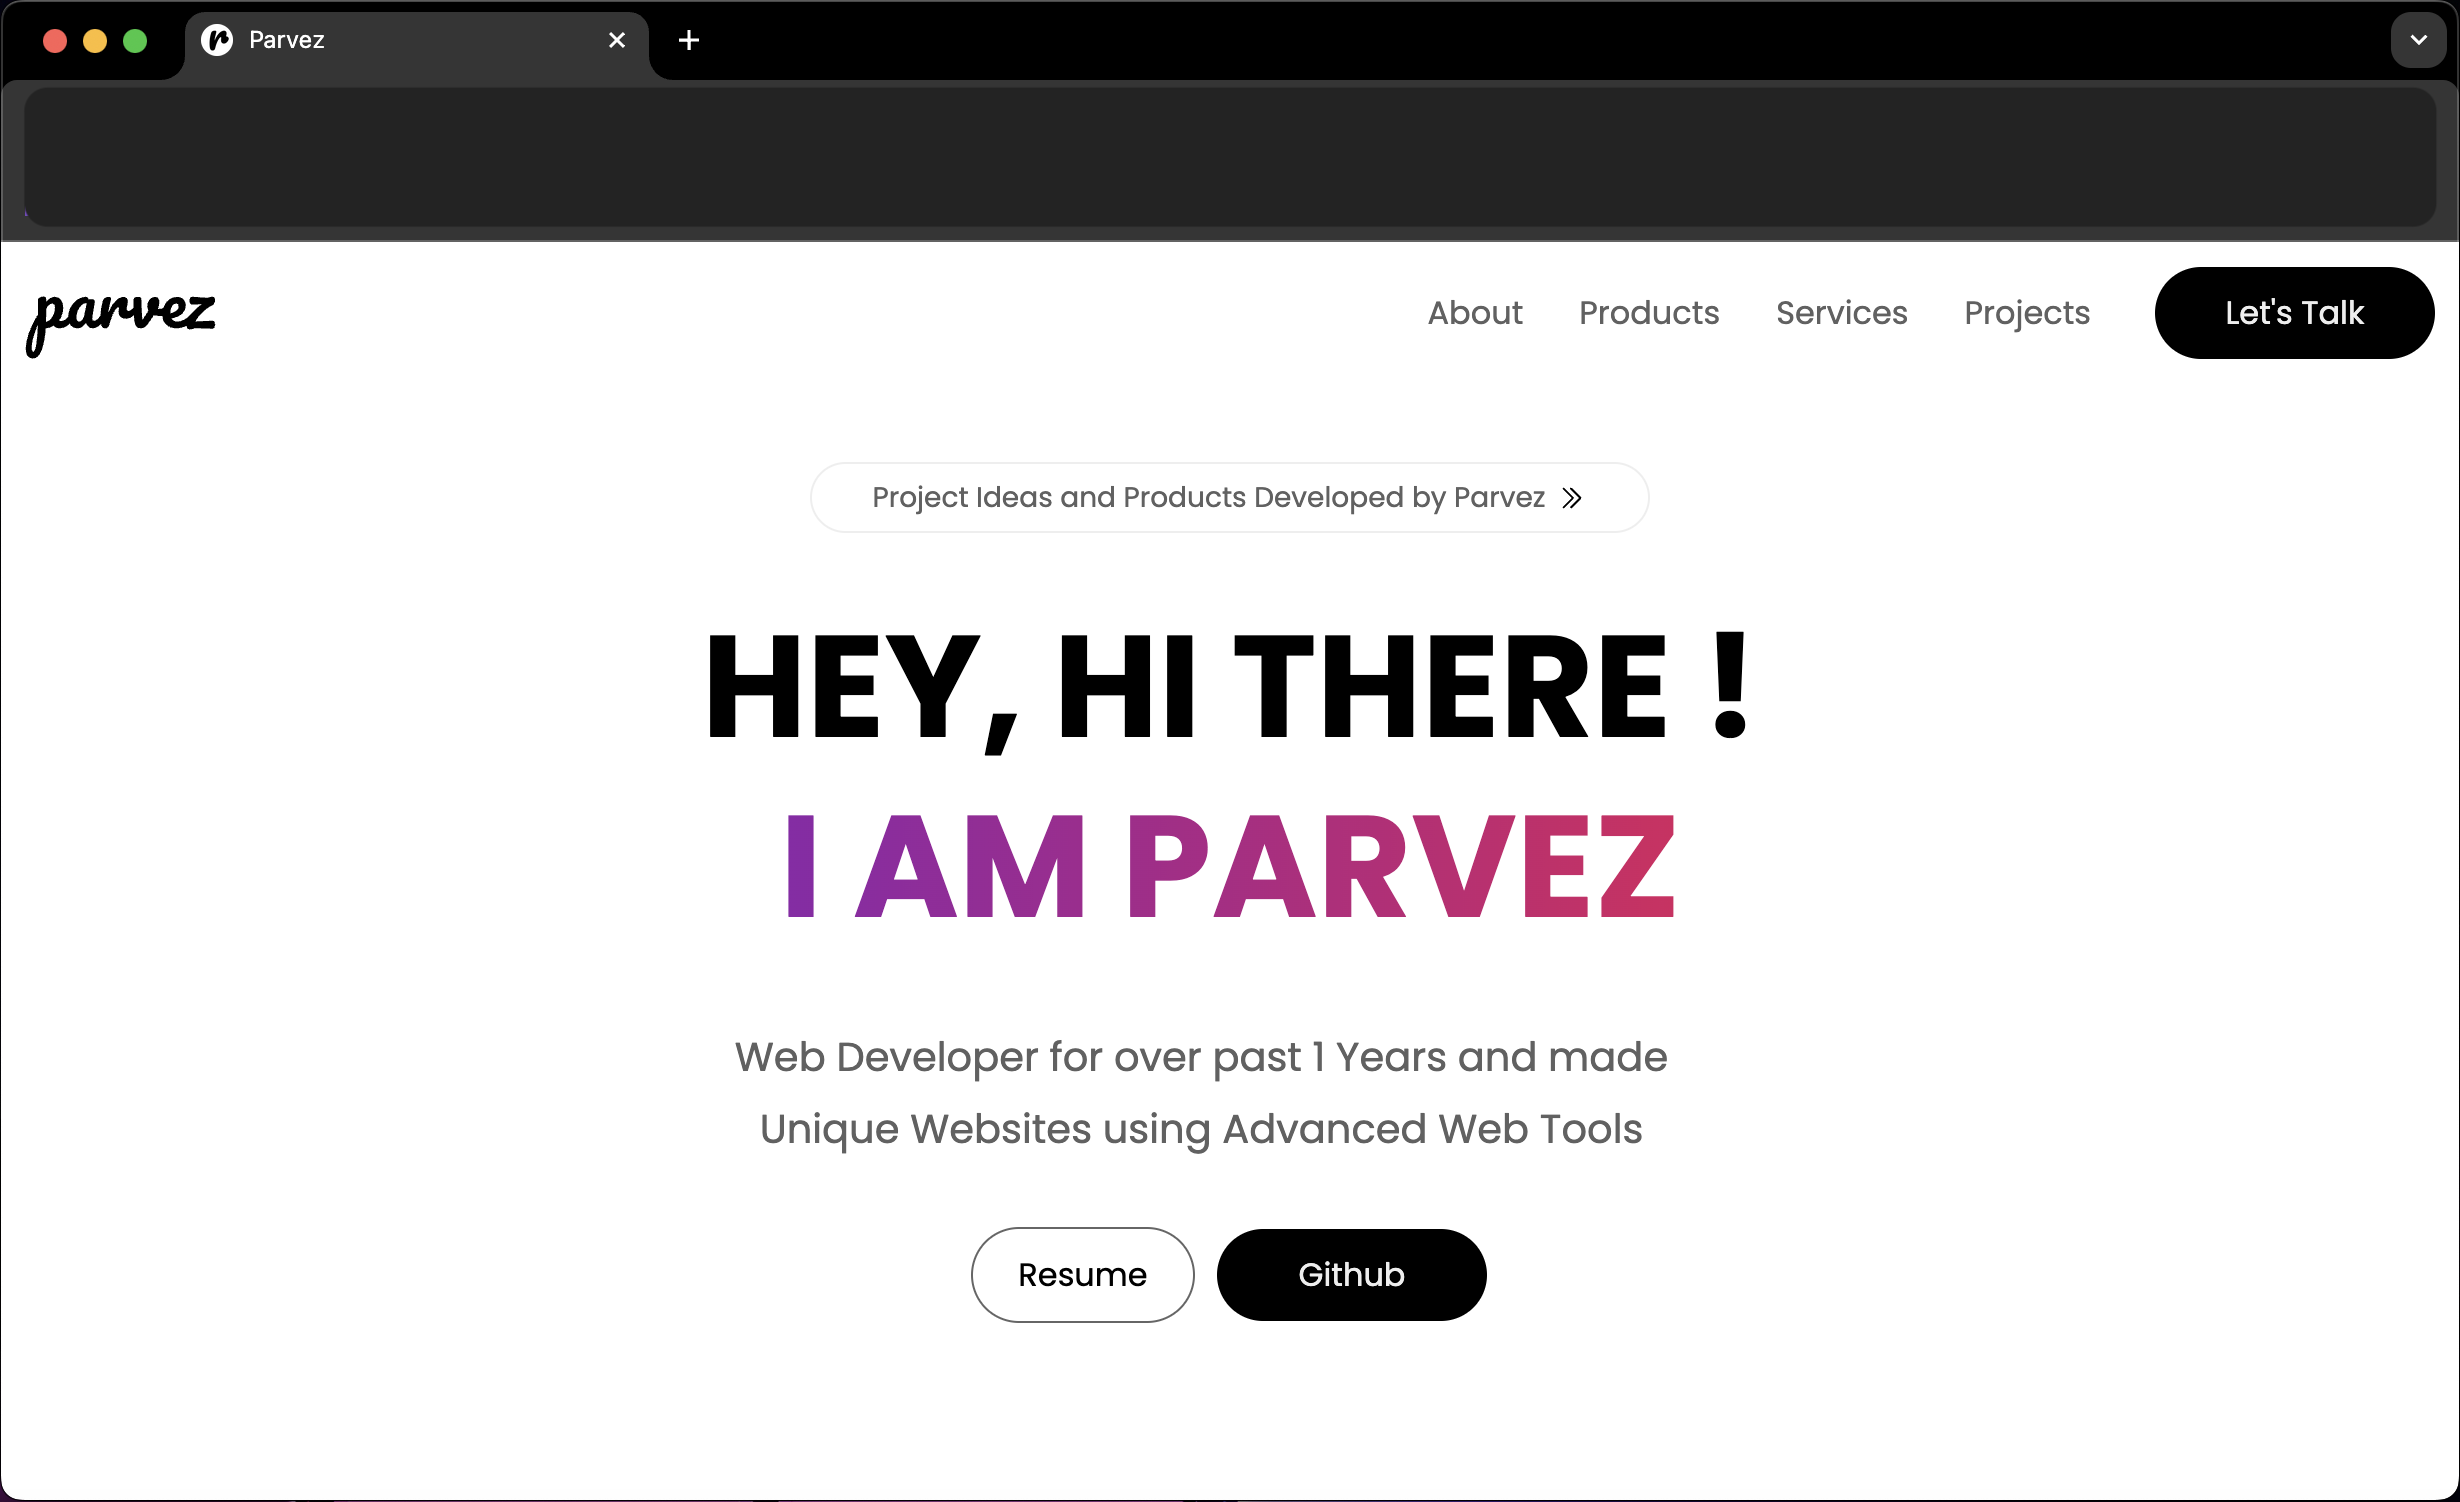 Parvez
parvez
About
Products
Services
Projects
Let's Talk
Project Ideas and Products Developed by Parvez
HEY, HI THERE !
I AM PARVEZ
Web Developer for over past 1 Years and made
Unique Websites using Advanced Web Tools
Resume
Github